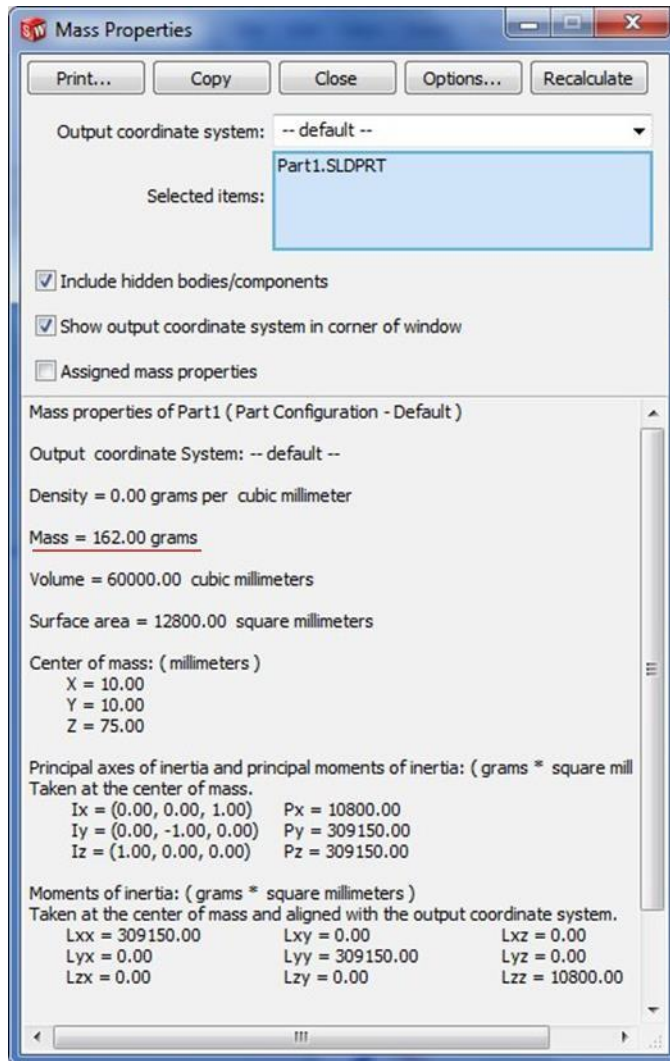 SW Mass Properties
Print... Copy Close Options... Recalculate
Output coordinate system: -- default --
Part1.SLDPRT
Selected items:
Include hidden bodies/components
Show output coordinate system in corner of window
Assigned mass properties
Mass properties of Part1 ( Part Configuration - Default )
Output coordinate System: -- default --
Density = 0.00 grams per cubic millimeter
Mass = 162.00 grams
Volume = 60000.00 cubic millimeters
Surface area = 12800.00 square millimeters
Center of mass: ( millimeters )
X = 10.00
Y = 10.00
Z = 75.00
Principal axes of inertia and principal moments of inertia: ( grams * square mill
Taken at the center of mass.
Ix = (0.00, 0.00, 1.00) Px = 10800.00
Iy = (0.00, -1.00, 0.00) Py = 309150.00
Iz = (1.00, 0.00, 0.00) Pz = 309150.00
Moments of inertia: ( grams * square millimeters )
Taken at the center of mass and aligned with the output coordinate system.
Lxx = 309150.00 Lxy = 0.00 Lxz = 0.00
Lyx = 0.00 Lyy = 309150.00 Lyz = 0.00
Lzx = 0.00 Lzy = 0.00 Lzz = 10800.00